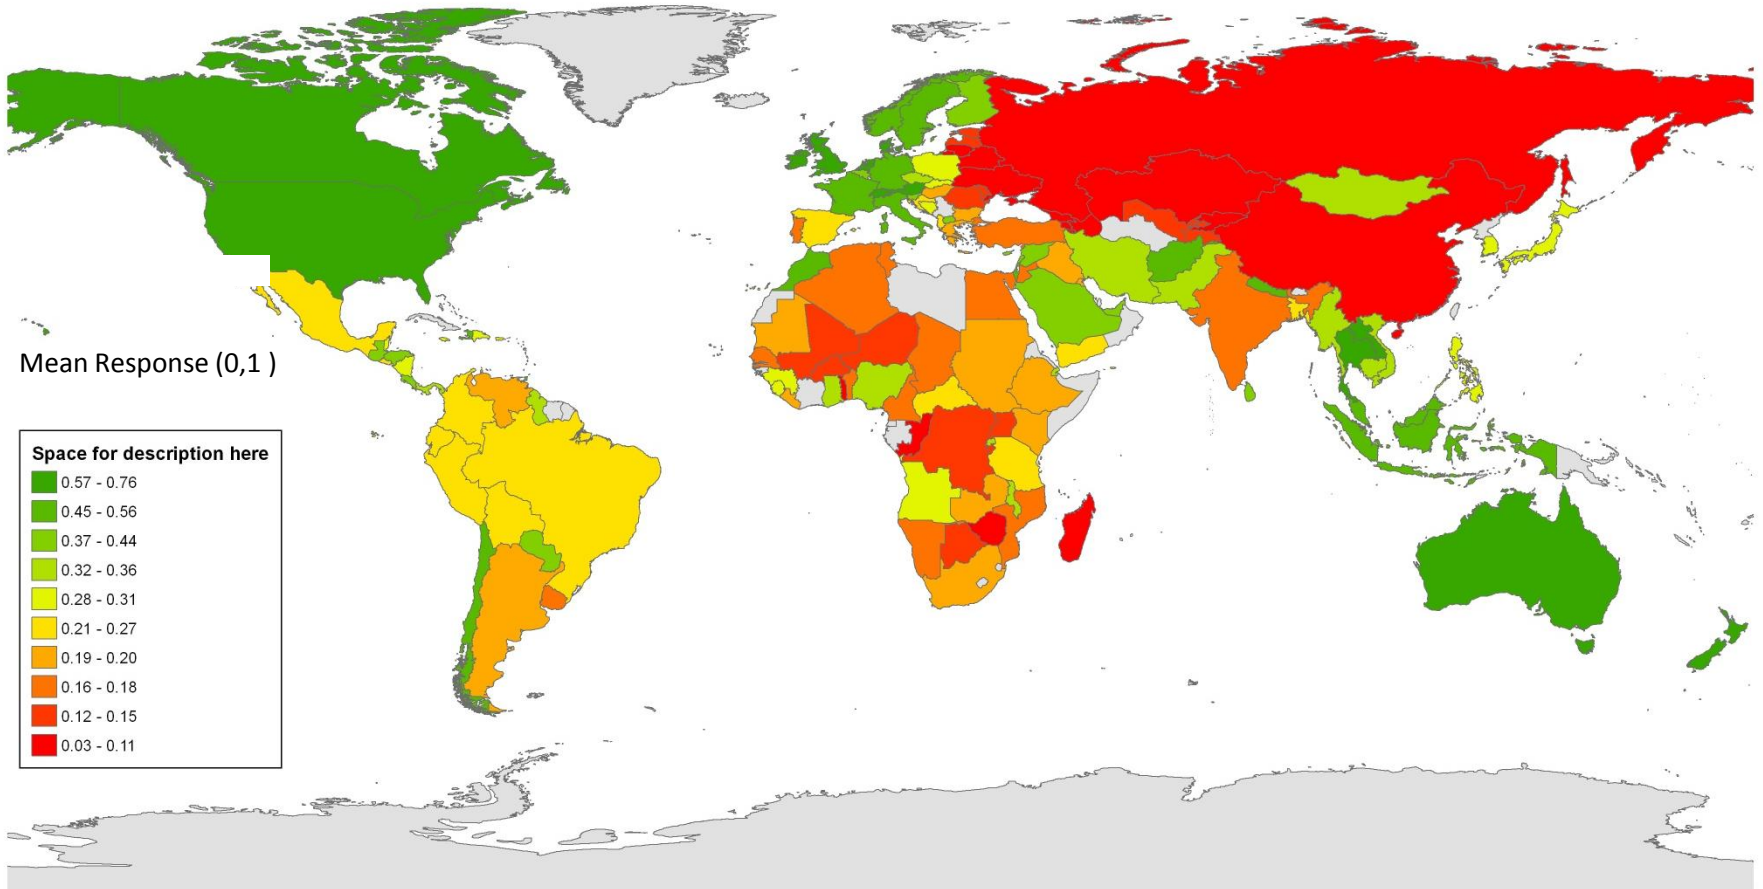 Mean Response (0,1 )
Space for description here
0.57 - 0.76
0.45 - 0.56
0.37 - 0.44
0.32 - 0.36
0.28 - 0.31
0.21 - 0.27
0.19 - 0.20
0.16 - 0.18
0.12 - 0.15
0.03 - 0.11